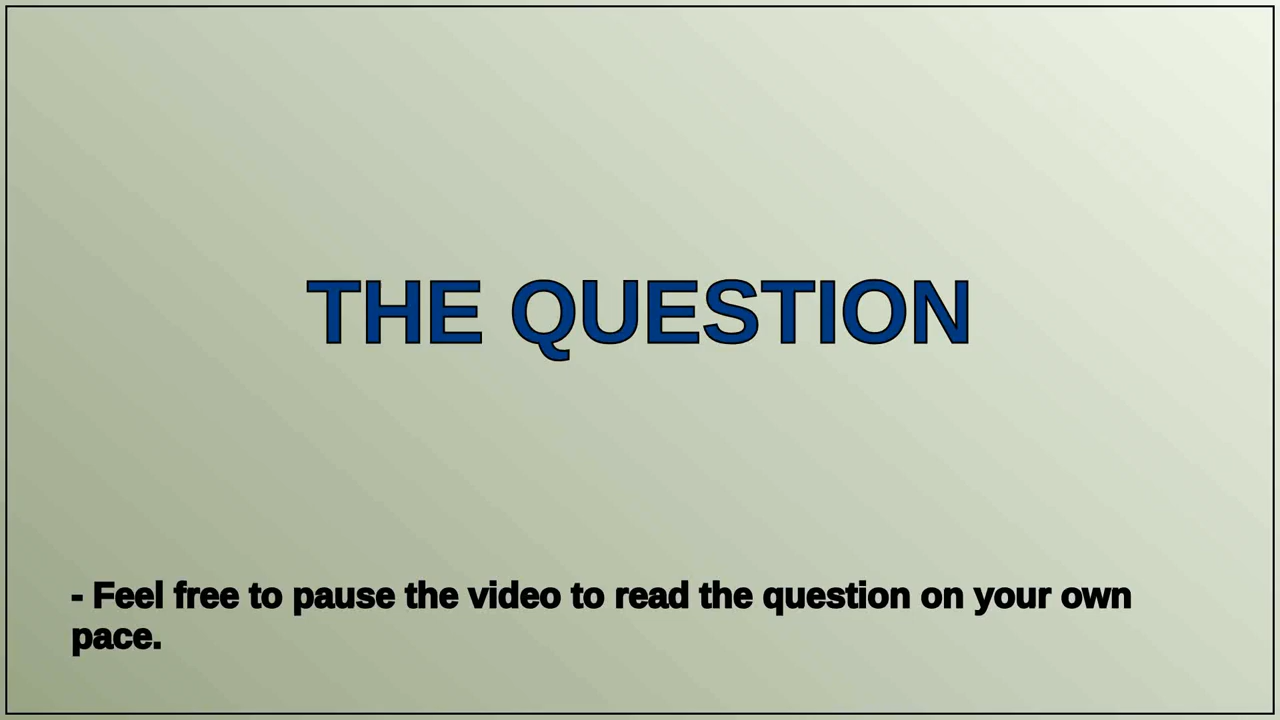 THE QUESTION
- Feel free to pause the video to read the question on your own
pace.